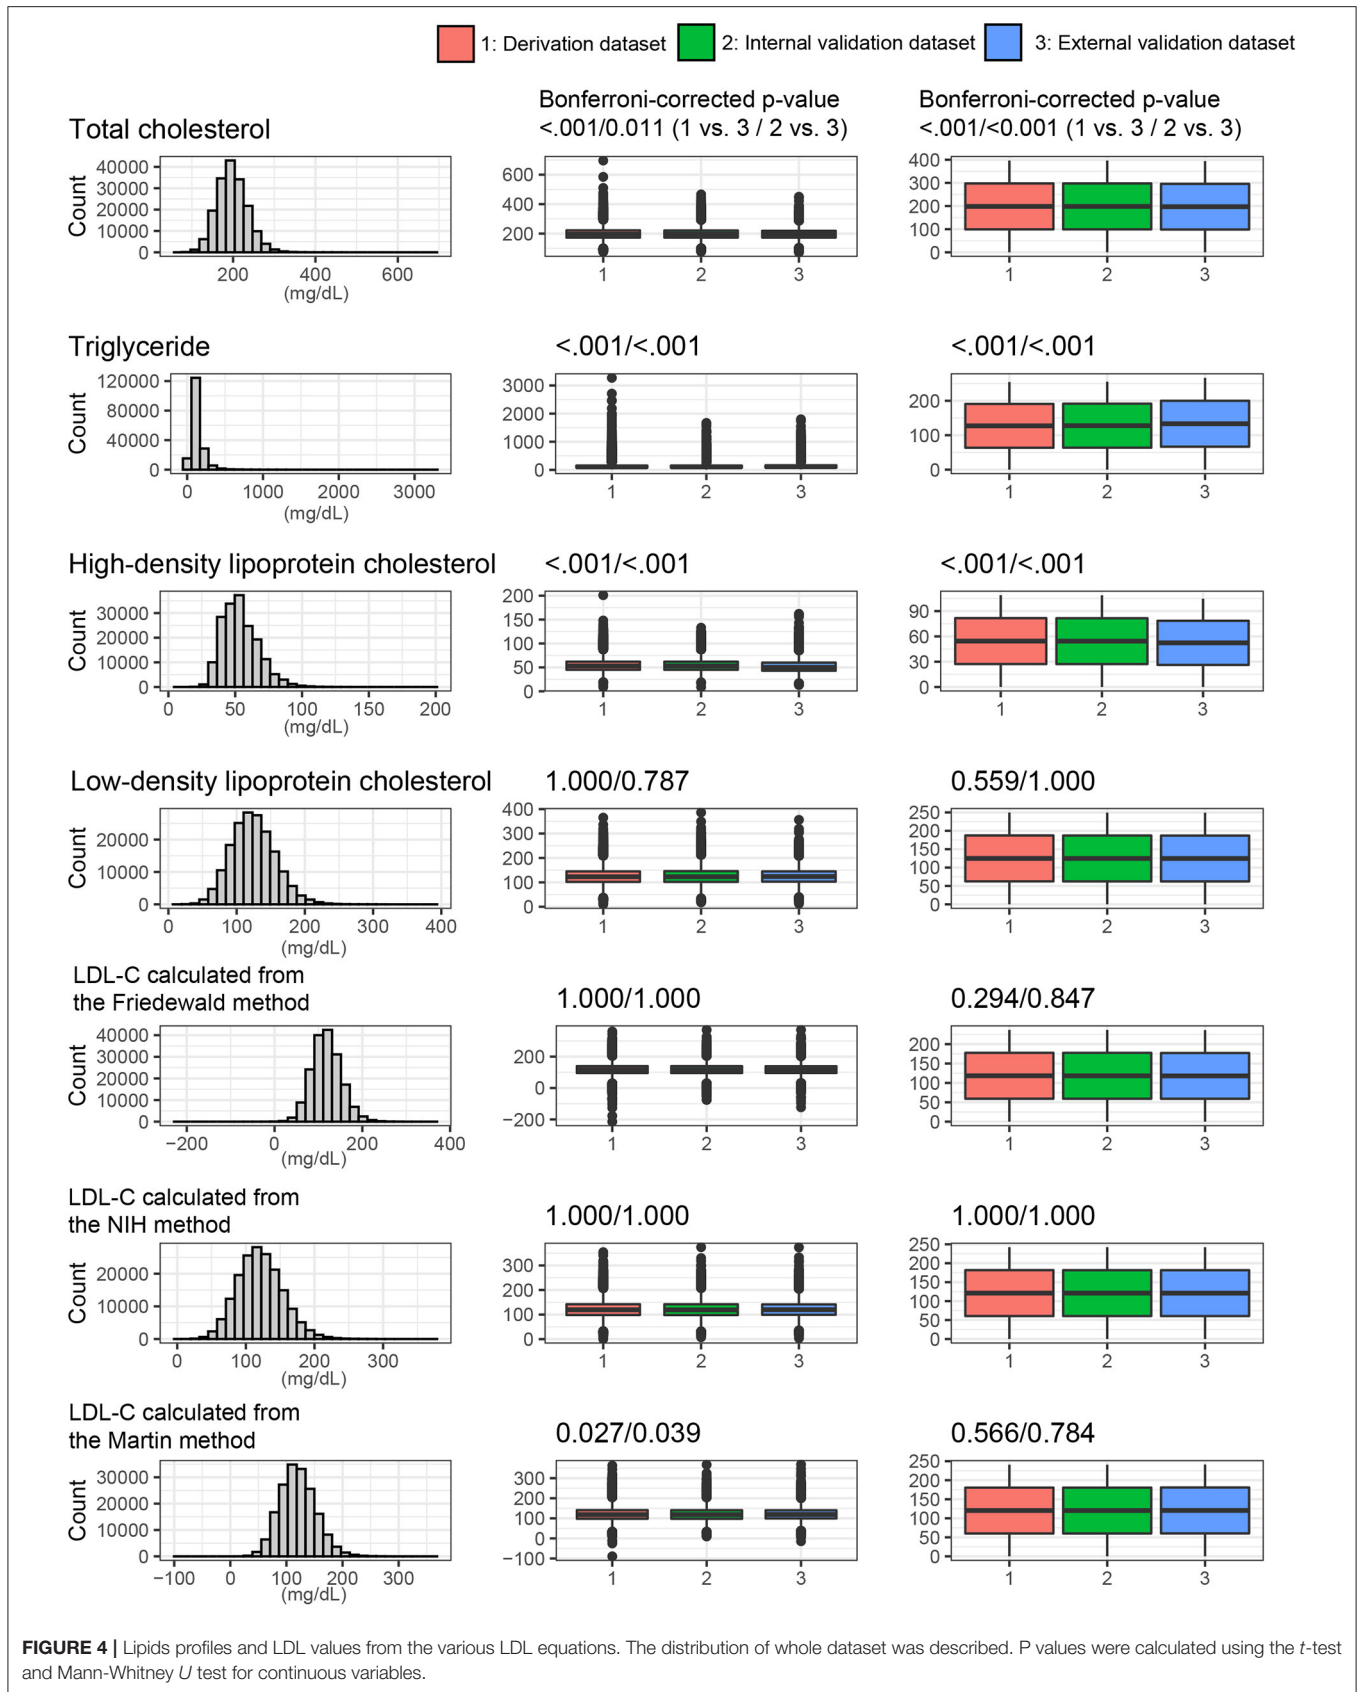 1: Derivation dataset 2: Internal validation dataset 3: External validation dataset
Total cholesterol
Bonferroni-corrected p-value
<.001/0.011 (1 vs. 3 / 2 vs. 3)
Bonferroni-corrected p-value
<.001/<0.001 (1 vs. 3 / 2 vs. 3)
Count
40000
30000
20000
10000
0
200 400 600
(mg/dL)
600
400
200
1 2 3
400
300
200
100
0
1 2 3
Triglyceride
<.001/<.001
<.001/<.001
Count
120000
80000
40000
0
0 1000 2000 3000
(mg/dL)
3000
2000
1000
0
1 2 3
200
100
0
1 2 3
High-density lipoprotein cholesterol
<.001/<.001
<.001/<.001
Count
30000
20000
10000
0
0 50 100 150 200
(mg/dL)
200
150
100
50
0
1 2 3
90
60
30
0
1 2 3
Low-density lipoprotein cholesterol
1.000/0.787
0.559/1.000
Count
20000
10000
0
0 100 200 300 400
(mg/dL)
400
300
200
100
0
1 2 3
250
200
150
100
50
0
1 2 3
LDL-C calculated from
the Friedewald method
1.000/1.000
0.294/0.847
Count
40000
30000
20000
10000
0
−200 0 200 400
(mg/dL)
200
0
−200
1 2 3
200
150
100
50
0
1 2 3
LDL-C calculated from
the NIH method
1.000/1.000
1.000/1.000
Count
20000
10000
0
0 100 200 300
(mg/dL)
300
200
100
0
1 2 3
250
200
150
100
50
0
1 2 3
LDL-C calculated from
the Martin method
0.027/0.039
0.566/0.784
Count
30000
20000
10000
0
−100 0 100 200 300
(mg/dL)
300
200
100
0
−100
1 2 3
250
200
150
100
50
0
1 2 3
FIGURE 4 | Lipids profiles and LDL values from the various LDL equations. The distribution of whole dataset was described. P values were calculated using the t-test
and Mann-Whitney U test for continuous variables.